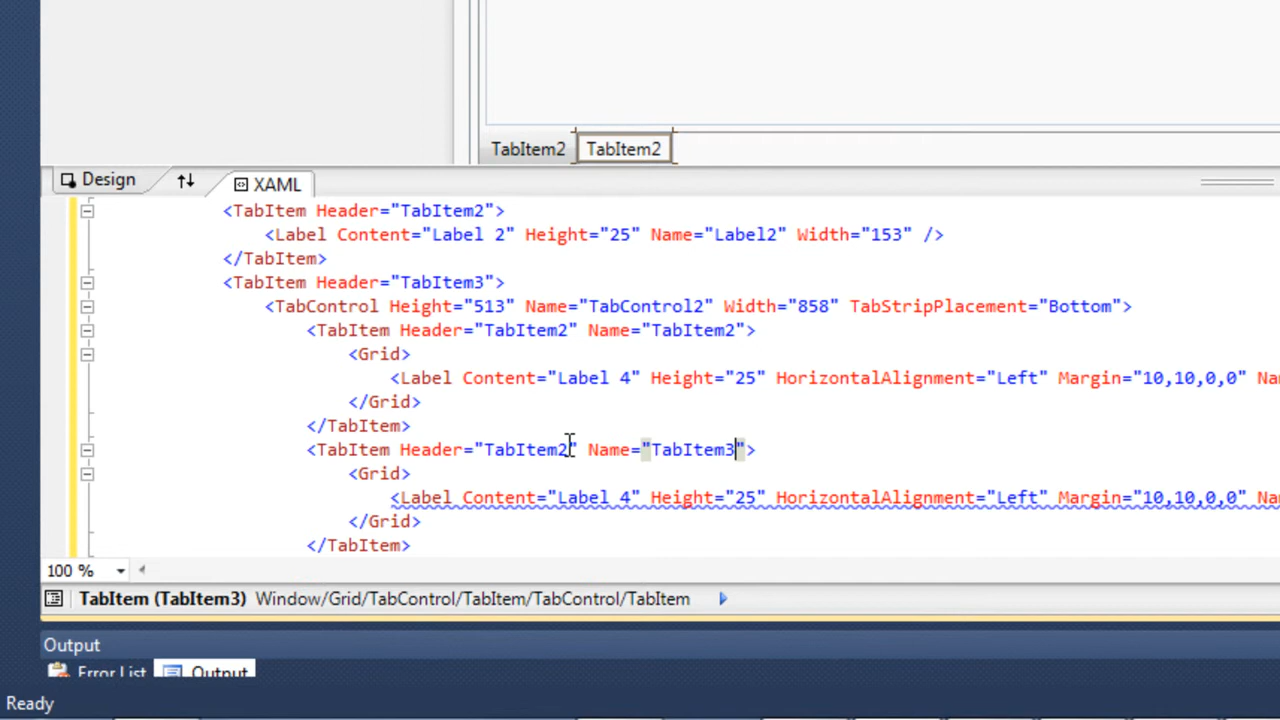 TabItem2 TabItem2
Design XAML
<TabItem Header="TabItem2">
<Label Content="Label 2" Height="25" Name="Label2" Width="153" />
</TabItem>
<TabItem Header="TabItem3">
<TabControl Height="513" Name="TabControl2" Width="858" TabStripPlacement="Bottom">
<TabItem Header="TabItem2" Name="TabItem2">
<Grid>
<Label Content="Label 4" Height="25" HorizontalAlignment="Left" Margin="10,10,0,0" Na
</Grid>
</TabItem>
<TabItem Header="TabItem2" Name="TabItem3">
<Grid>
<Label Content="Label 4" Height="25" HorizontalAlignment="Left" Margin="10,10,0,0" Na
</Grid>
</TabItem>
100 %
TabItem (TabItem3) Window/Grid/TabControl/TabItem/TabControl/TabItem
Output
Error List Output
Ready